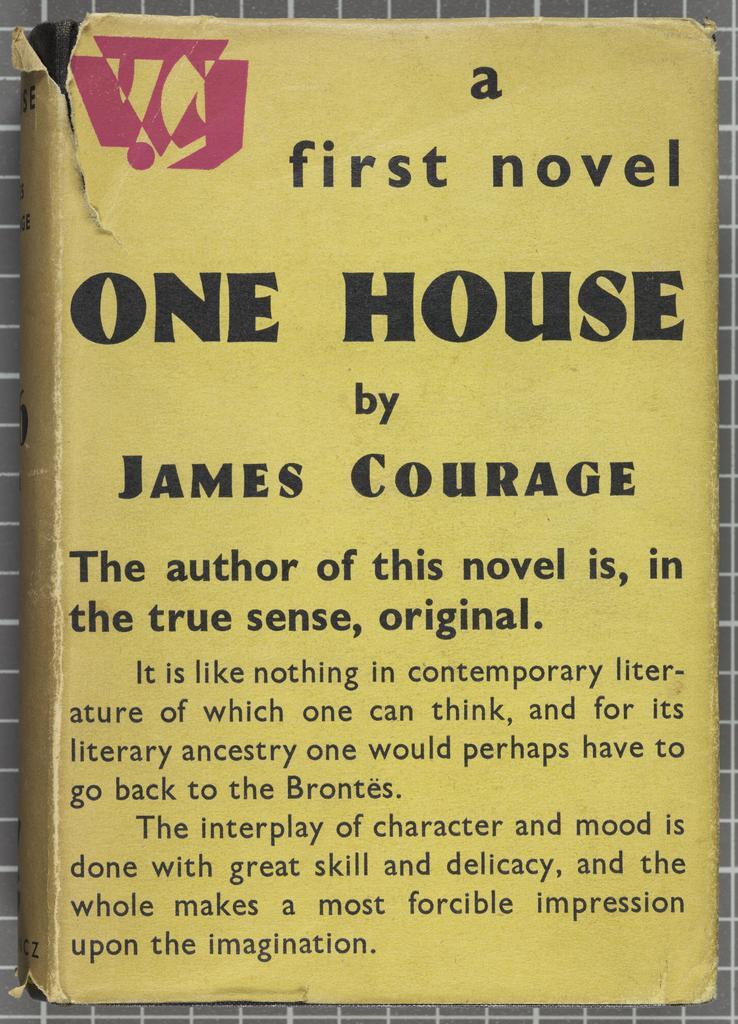 a
first novel
ONE HOUSE
by
JAMES COURAGE
The author of this novel is, in
the true sense, original.
It is like nothing in contemporary liter-
ature of which one can think, and for its
literary ancestry one would perhaps have to
go back to the Brontës.
The interplay of character and mood is
done with great skill and delicacy, and the
whole makes a most forcible impression
upon the imagination.